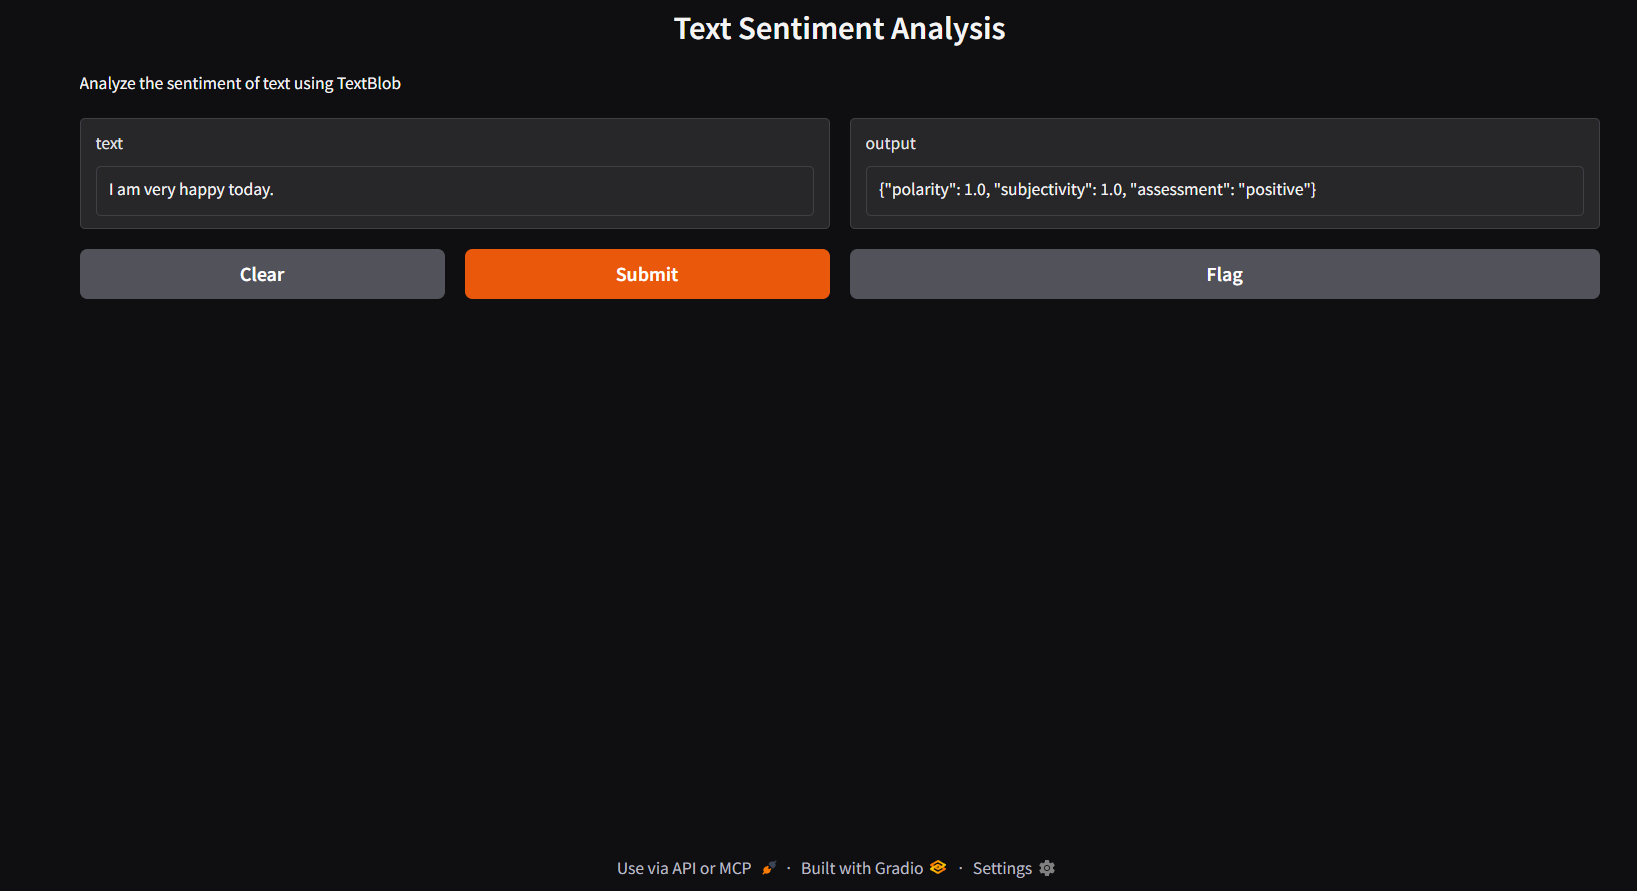 Text Sentiment Analysis
Analyze the sentiment of text using TextBlob
text
I am very happy today.
output
{"polarity": 1.0, "subjectivity": 1.0, "assessment": "positive"}
Clear
Submit
Flag
Use via API or MCP · Built with Gradio · Settings